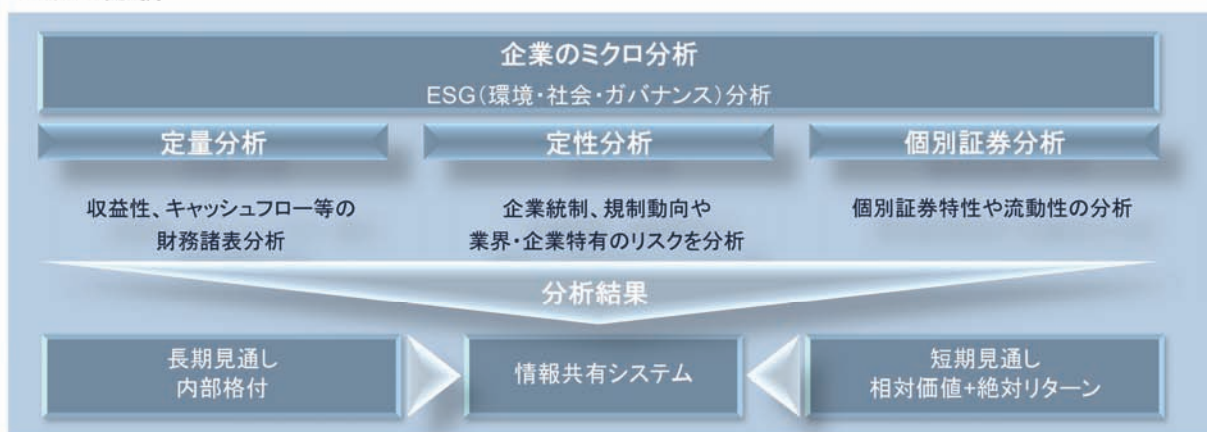 企業のミクロ分析
ESG(環境・社会・ガバナンス)分析
定量分析
定性分析
個別証券分析
収益性、キャッシュフロー等の
財務諸表分析
企業統制、規制動向や
業界・企業特有のリスクを分析
個別証券特性や流動性の分析
分析結果
長期見通し
内部格付
情報共有システム
短期見通し
相対価値+絶対リターン